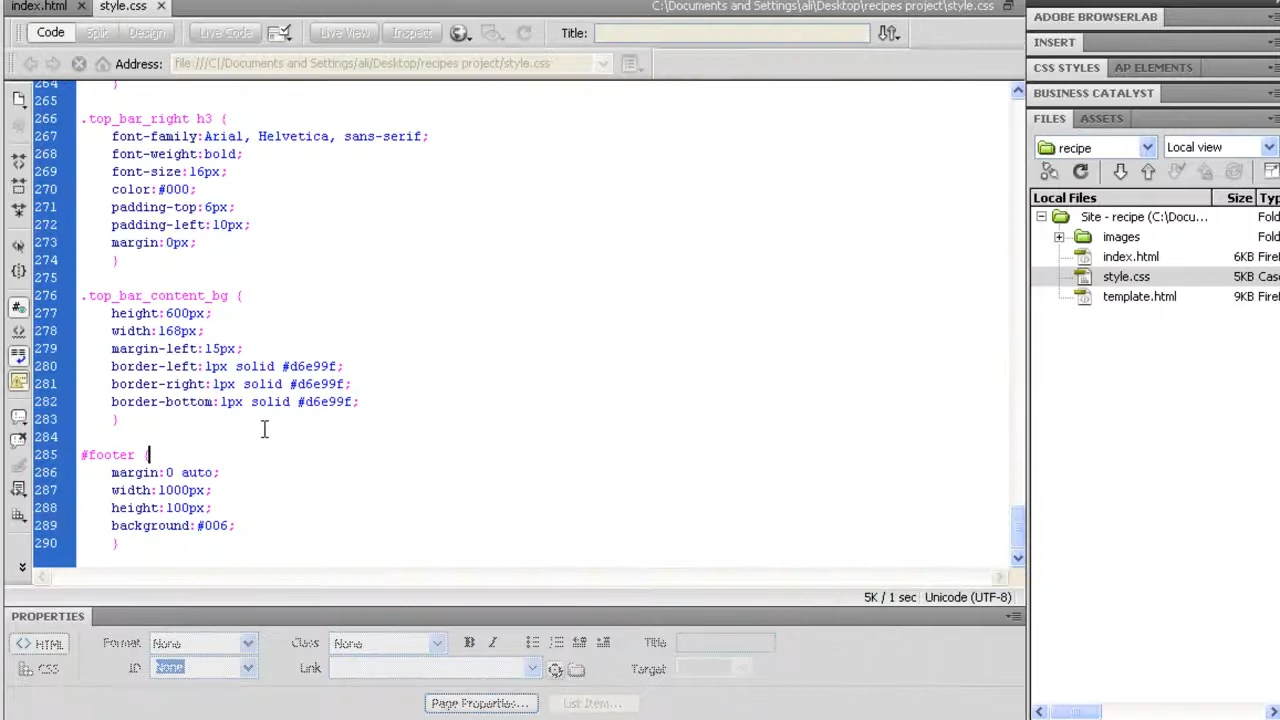 index.html
style.css
C:\Documents and Settings\ali\Desktop\recipes project\style.css
Code Split Design Live Code Live View Inspect Title:
Address: file:///C|/Documents and Settings/ali/Desktop/recipes project/style.css
264 }
265
266 .top_bar_right h3 {
267 font-family:Arial, Helvetica, sans-serif;
268 font-weight:bold;
269 font-size:16px;
270 color:#000;
271 padding-top:6px;
272 padding-left:10px;
273 margin:0px;
274 }
275
276 .top_bar_content_bg {
277 height:600px;
278 width:168px;
279 margin-left:15px;
280 border-left:1px solid #d6e99f;
281 border-right:1px solid #d6e99f;
282 border-bottom:1px solid #d6e99f;
283 }
284
285 #footer {
286 margin:0 auto;
287 width:1000px;
288 height:100px;
289 background:#006;
290 }
5K / 1 sec Unicode (UTF-8)
PROPERTIES
<> HTML Format None Class None B I Title
CSS ID None Link Target
Page Properties... List Item...
ADOBE BROWSERLAB
INSERT
CSS STYLES AP ELEMENTS
BUSINESS CATALYST
FILES ASSETS
recipe Local view
Local Files Size Typ
Site - recipe (C:\Docu... Fold
images Fold
index.html 6KB Firef
style.css 5KB Casc
template.html 9KB Firef